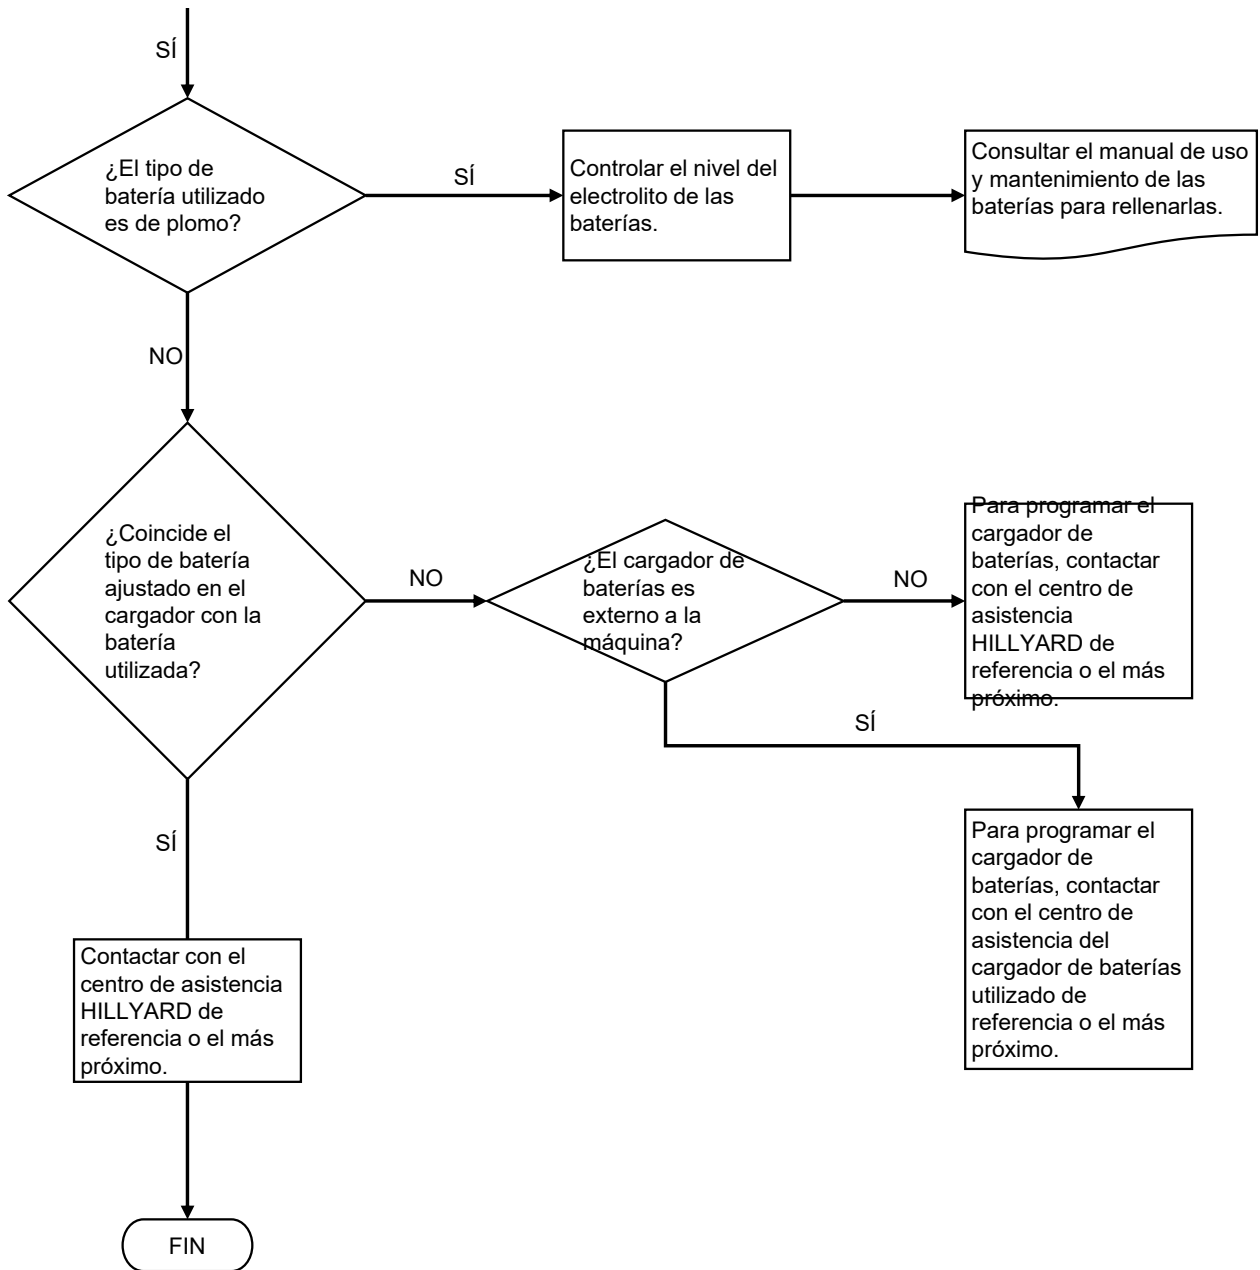 SÍ
¿El tipo de
batería utilizado
es de plomo?
SÍ
Controlar el nivel del
electrolito de las
baterías.
Consultar el manual de uso
y mantenimiento de las
baterías para rellenarlas.
NO
¿Coincide el
tipo de batería
ajustado en el
cargador con la
batería
utilizada?
NO
¿El cargador de
baterías es
externo a la
máquina?
NO
Para programar el
cargador de
baterías, contactar
con el centro de
asistencia
HILLYARD de
referencia o el más
próximo.
SÍ
Para programar el
cargador de
baterías, contactar
con el centro de
asistencia del
cargador de baterías
utilizado de
referencia o el más
próximo.
SÍ
Contactar con el
centro de asistencia
HILLYARD de
referencia o el más
próximo.
FIN